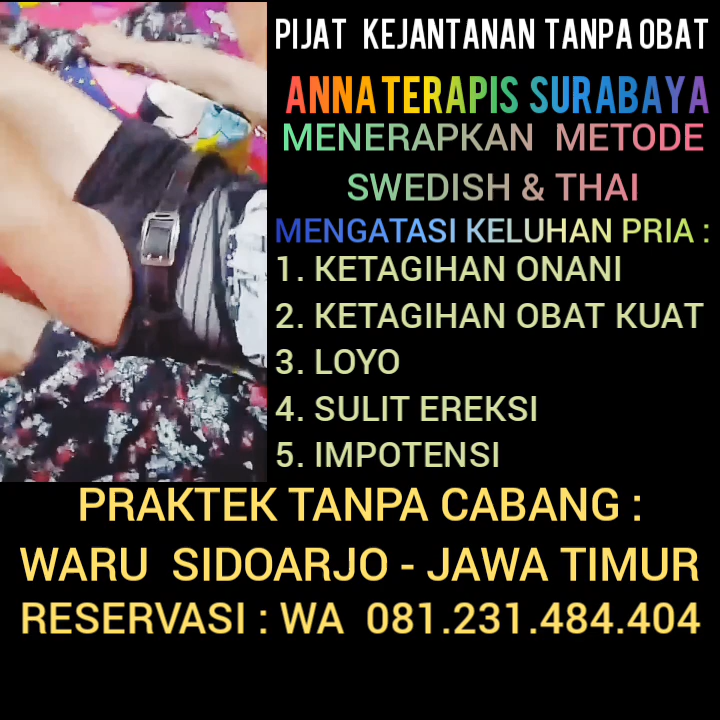 PIJAT KEJANTANAN TANPA OBAT
ANNA TERAPIS SURABAYA
MENERAPKAN METODE
SWEDISH & THAI
MENGATASI KELUHAN PRIA :
1. KETAGIHAN ONANI
2. KETAGIHAN OBAT KUAT
3. LOYO
4. SULIT EREKSI
5. IMPOTENSI
PRAKTEK TANPA CABANG :
WARU SIDOARJO - JAWA TIMUR
RESERVASI : WA 081.231.484.404